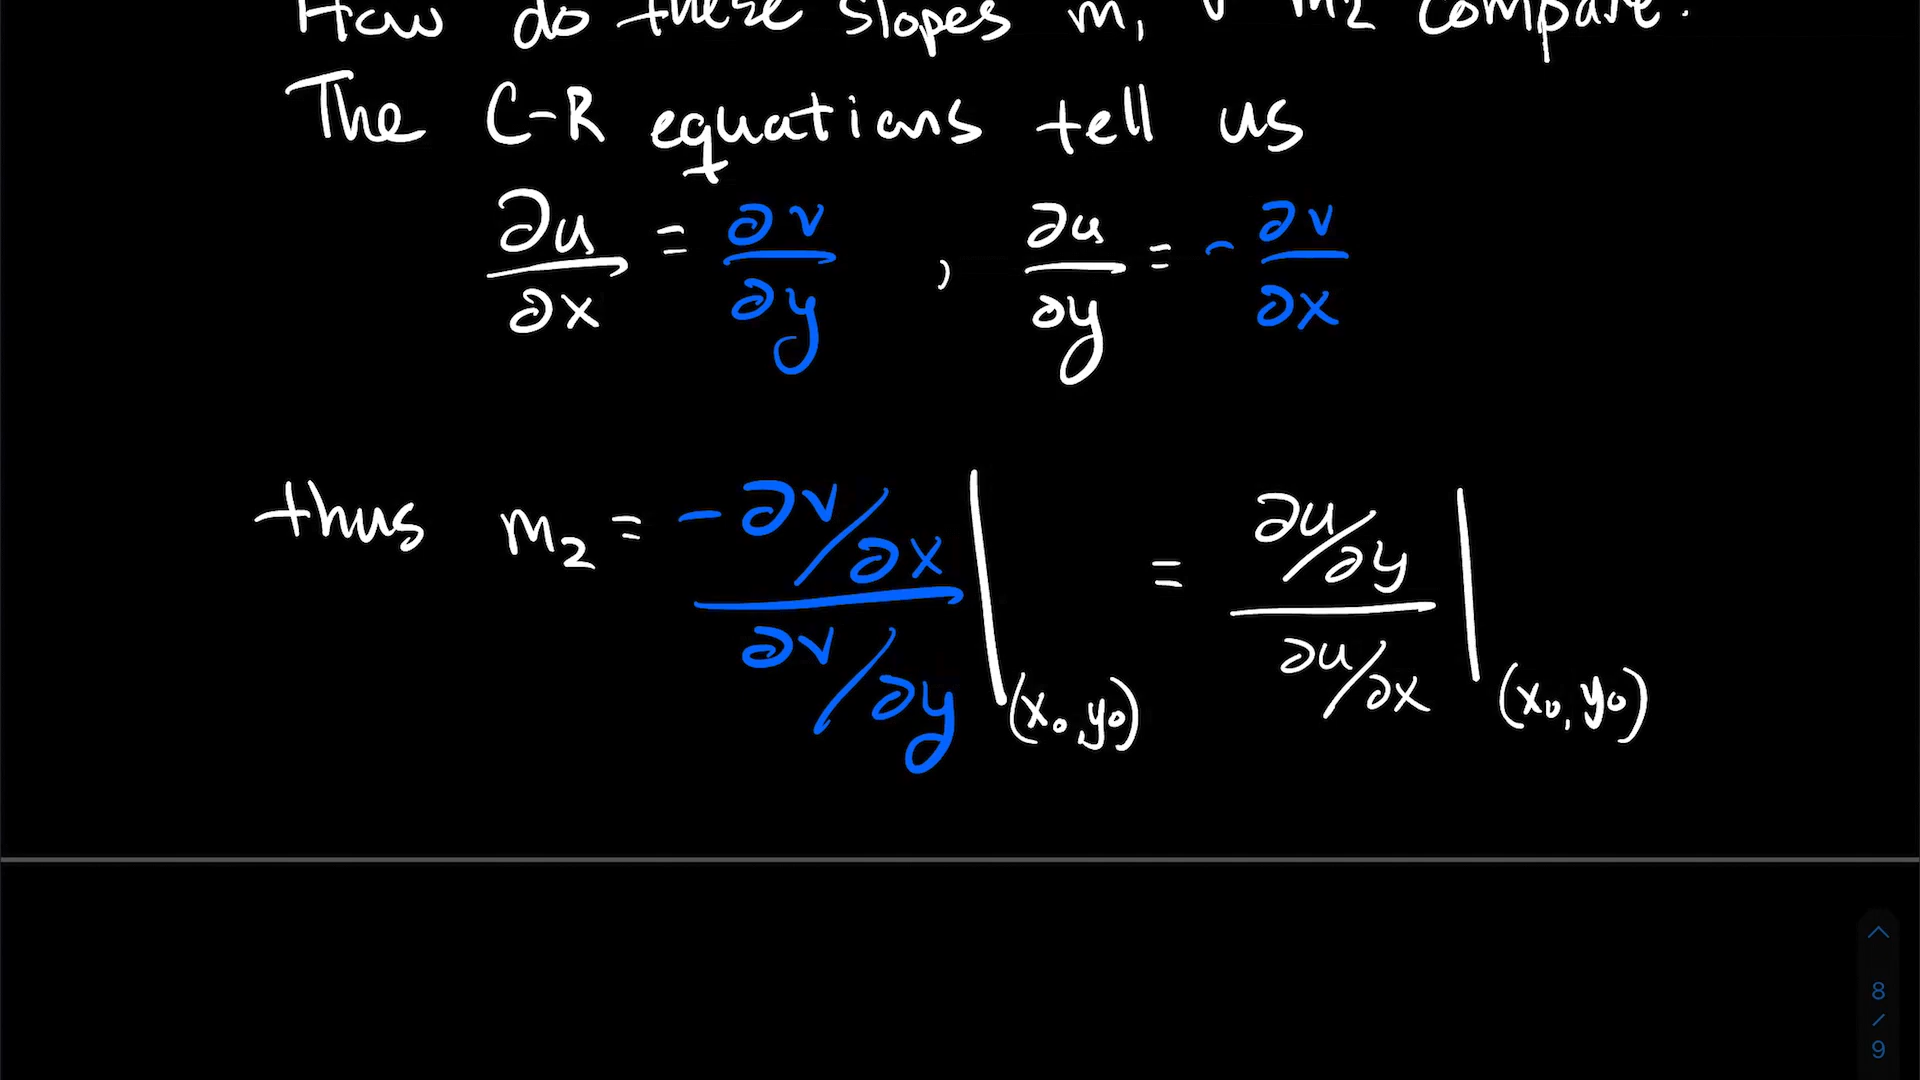 How do these slopes m₁ & m₂ compare.
The C-R equations tell us
∂u/∂x = ∂v/∂y , ∂u/∂y = - ∂v/∂x
thus m₂ = (-∂v/∂x)/(∂v/∂y) |(x₀,y₀) = (∂u/∂y)/(∂u/∂x) |(x₀,y₀)
8
/
9